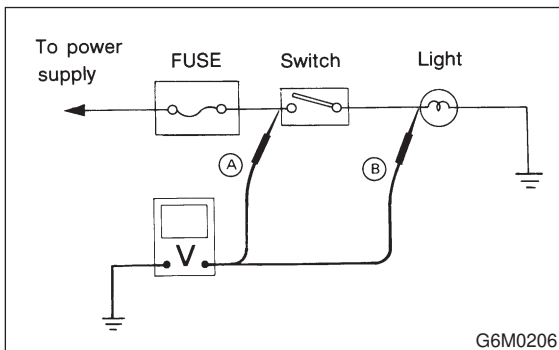 To power
supply
FUSE
Switch
Light
A
B
V
G6M0206